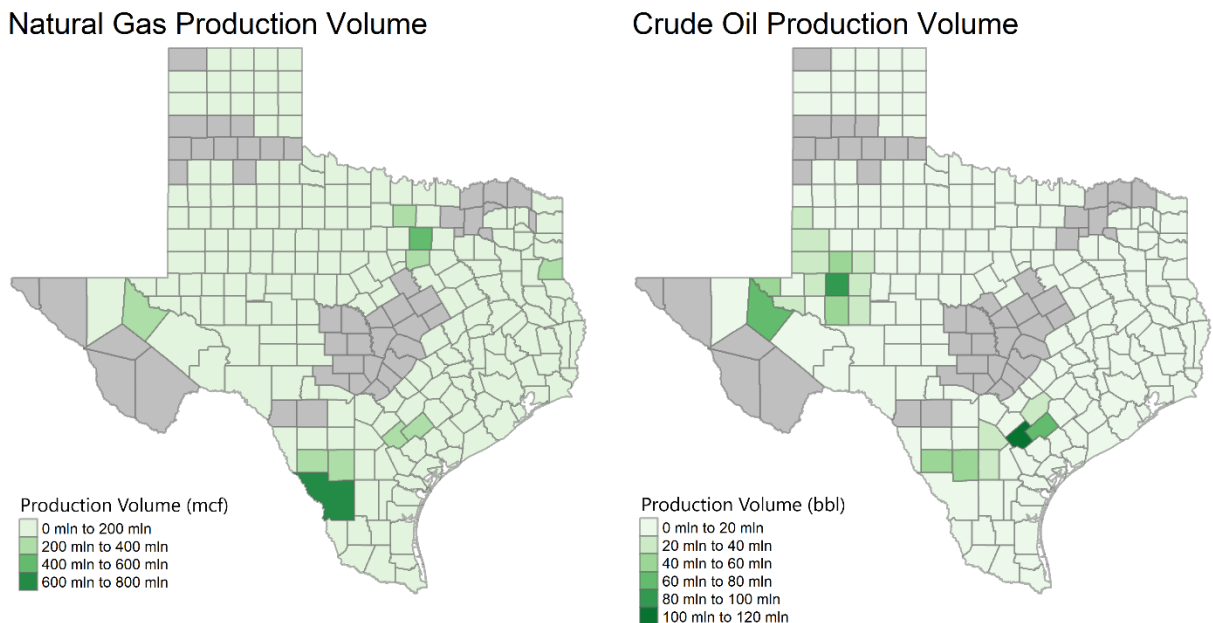 Natural Gas Production Volume
Crude Oil Production Volume
Production Volume (mcf)
0 mln to 200 mln
200 mln to 400 mln
400 mln to 600 mln
600 mln to 800 mln
Production Volume (bbl)
0 mln to 20 mln
20 mln to 40 mln
40 mln to 60 mln
60 mln to 80 mln
80 mln to 100 mln
100 mln to 120 mln